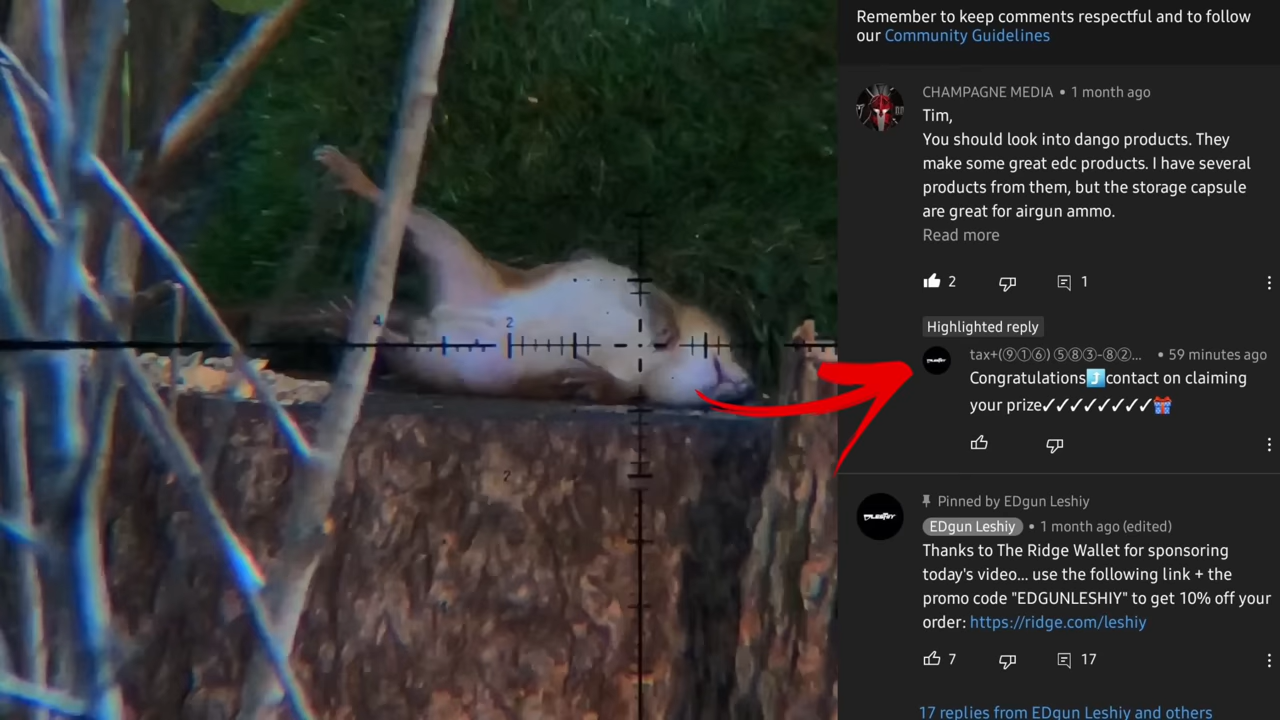 4
2
2
Remember to keep comments respectful and to follow
our Community Guidelines
CHAMPAGNE MEDIA • 1 month ago
Tim,
You should look into dango products. They
make some great edc products. I have several
products from them, but the storage capsule
are great for airgun ammo.
Read more
2
1
Highlighted reply
tax+(⑨①⑥) ⑤⑧③-⑧②... • 59 minutes ago
Congratulations⤴️contact on claiming
your prize✓✓✓✓✓✓✓✓🎁
Pinned by EDgun Leshiy
EDgun Leshiy • 1 month ago (edited)
Thanks to The Ridge Wallet for sponsoring
today's video... use the following link + the
promo code "EDGUNLESHIY" to get 10% off your
order: https://ridge.com/leshiy
7
17
17 replies from EDgun Leshiy and others